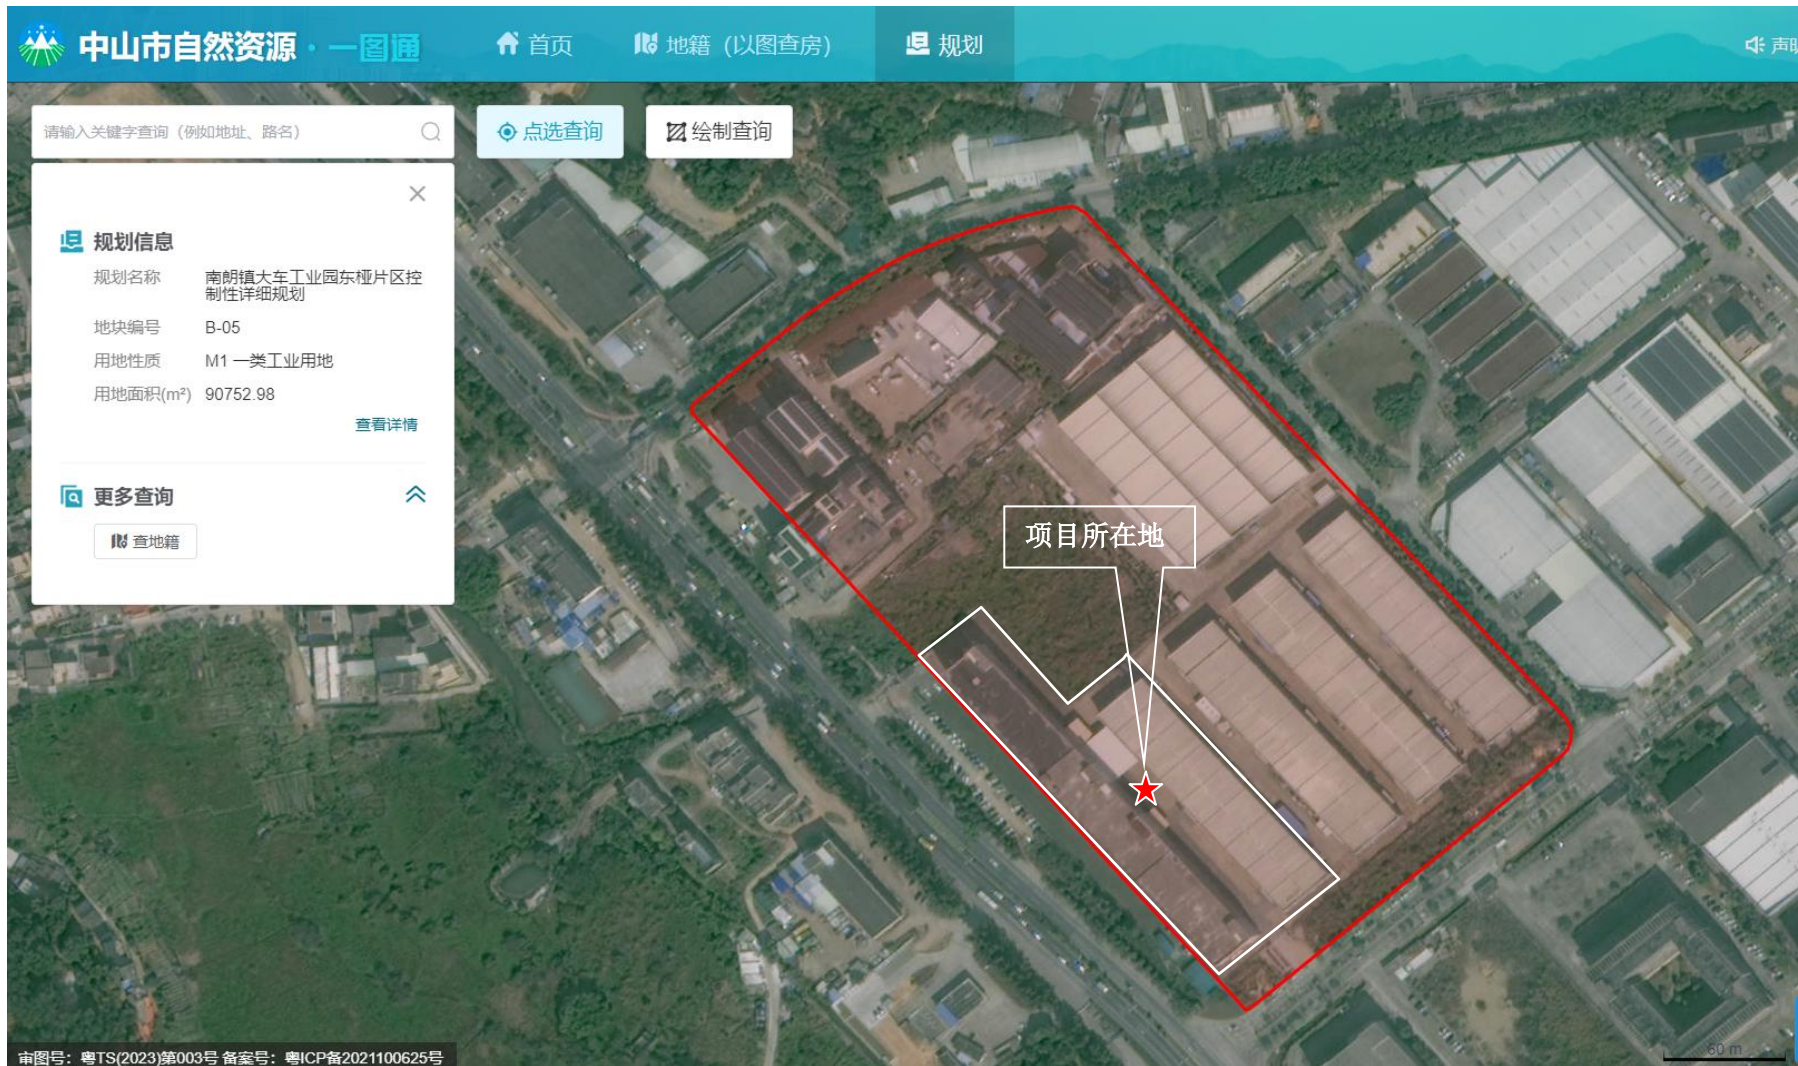 中山市自然资源·一图通
首页
地籍（以图查房）
规划
声明
请输入关键字查询（例如地址、路名）
点选查询
绘制查询
规划信息
规划名称 南朗镇大车工业园东桠片区控
制性详细规划
地块编号 B-05
用地性质 M1 一类工业用地
用地面积(m²) 90752.98
查看详情
更多查询
查地籍
项目所在地
审图号：粤TS(2023)第003号 备案号：粤ICP备2021100625号
60 m